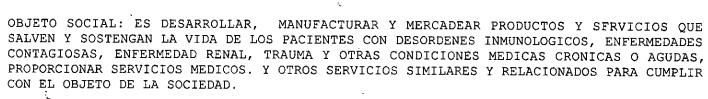 OBJETO SOCIAL: ES DESARROLLAR, MANUFACTURAR Y MERCADEAR PRODUCTOS Y SFRVICIOS QUE
SALVEN Y SOSTENGAN LA VIDA DE LOS PACIENTES CON DESORDENES INMUNOLOGICOS, ENFERMEDADES
CONTAGIOSAS, ENFERMEDAD RENAL, TRAUMA Y OTRAS CONDICIONES MEDICAS CRONICAS O AGUDAS,
PROPORCIONAR SERVICIOS MEDICOS. Y OTROS SERVICIOS SIMILARES Y RELACIONADOS PARA CUMPLIR
CON EL OBJETO DE LA SOCIEDAD.